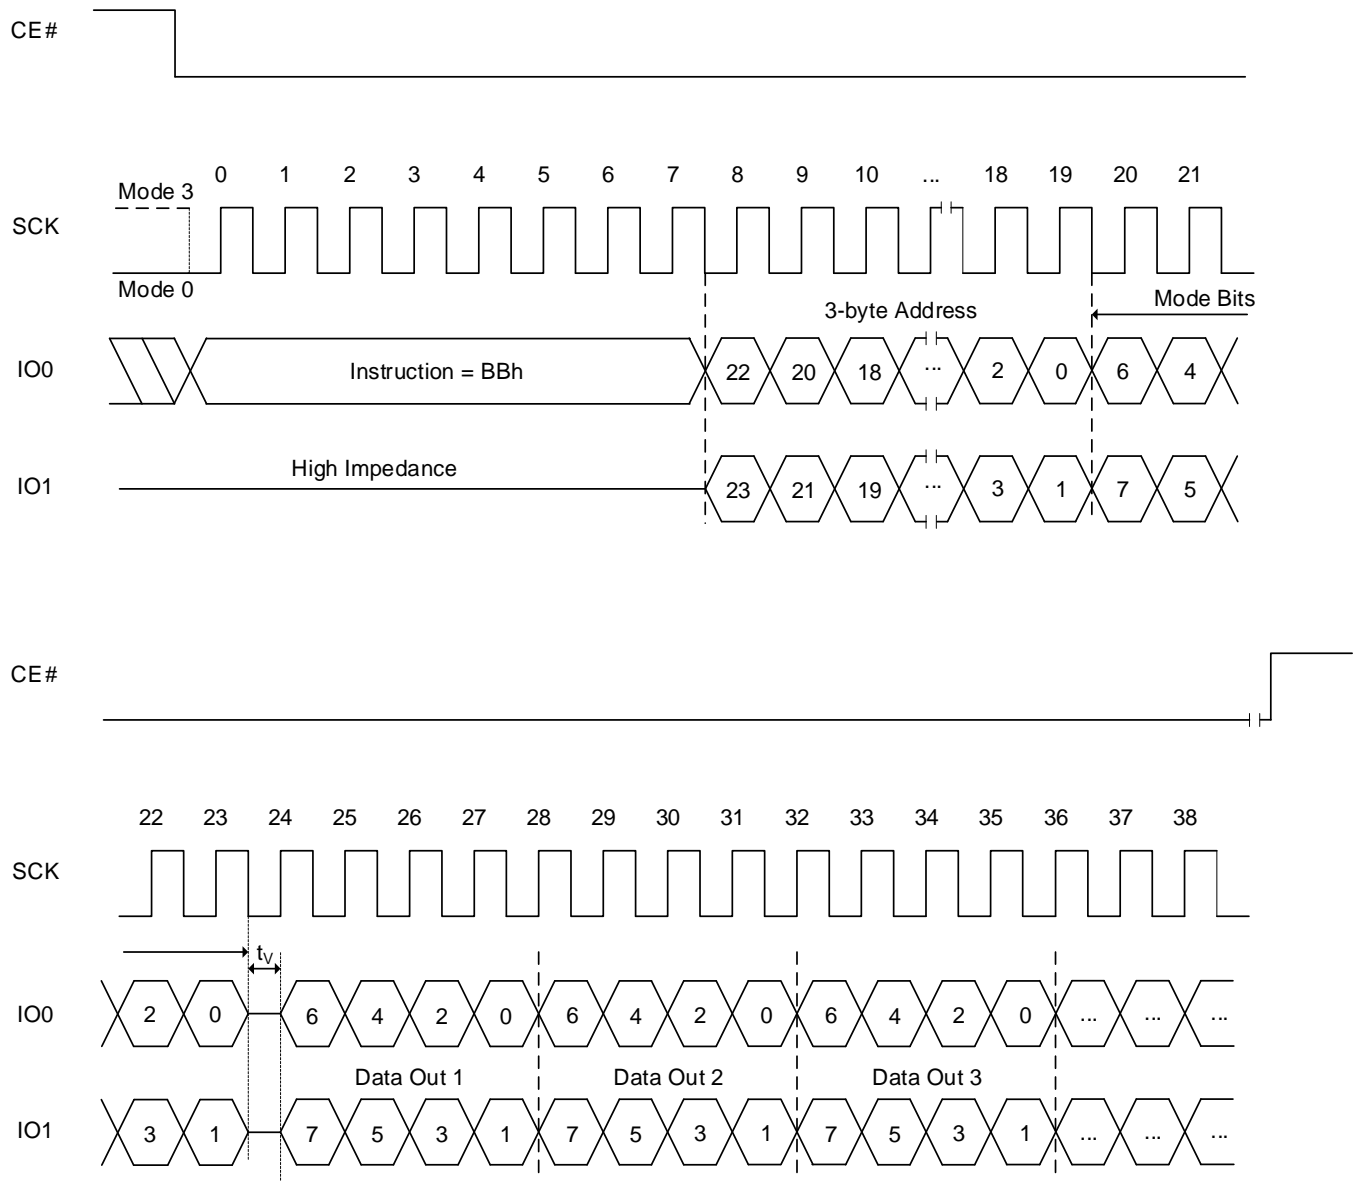 CE#
0 1 2 3 4 5 6 7 8 9 10 ... 18 19 20 21
Mode 3
SCK
Mode 0
3-byte Address
Mode Bits
IO0
Instruction = BBh
22 20 18 ... 2 0 6 4
High Impedance
IO1
23 21 19 ... 3 1 7 5
CE#
22 23 24 25 26 27 28 29 30 31 32 33 34 35 36 37 38
SCK
tV
IO0
2 0 6 4 2 0 6 4 2 0 6 4 2 0 ... ... ...
Data Out 1 Data Out 2 Data Out 3
IO1
3 1 7 5 3 1 7 5 3 1 7 5 3 1 ... ... ...